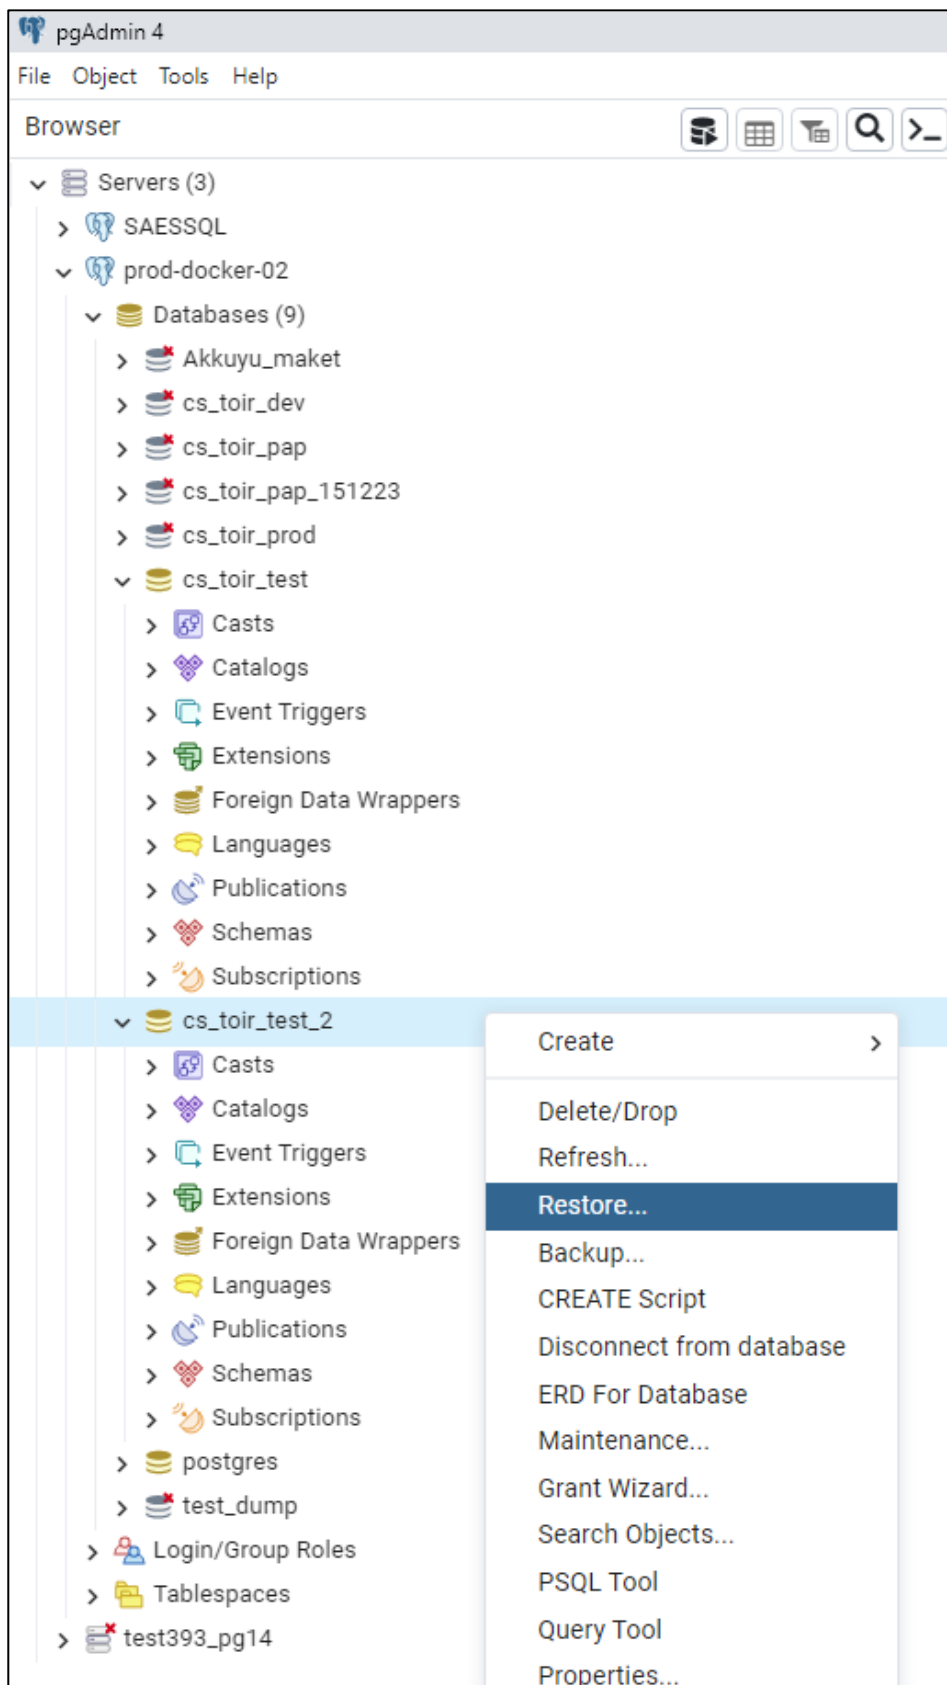 pgAdmin 4
File Object Tools Help
Browser
Servers (3)
SAESSQL
prod-docker-02
Databases (9)
Akkuyu_maket
cs_toir_dev
cs_toir_pap
cs_toir_pap_151223
cs_toir_prod
cs_toir_test
Casts
Catalogs
Event Triggers
Extensions
Foreign Data Wrappers
Languages
Publications
Schemas
Subscriptions
cs_toir_test_2
Casts
Catalogs
Event Triggers
Extensions
Foreign Data Wrappers
Languages
Publications
Schemas
Subscriptions
postgres
test_dump
Login/Group Roles
Tablespaces
test393_pg14
Create
Delete/Drop
Refresh...
Restore...
Backup...
CREATE Script
Disconnect from database
ERD For Database
Maintenance...
Grant Wizard...
Search Objects...
PSQL Tool
Query Tool
Properties...